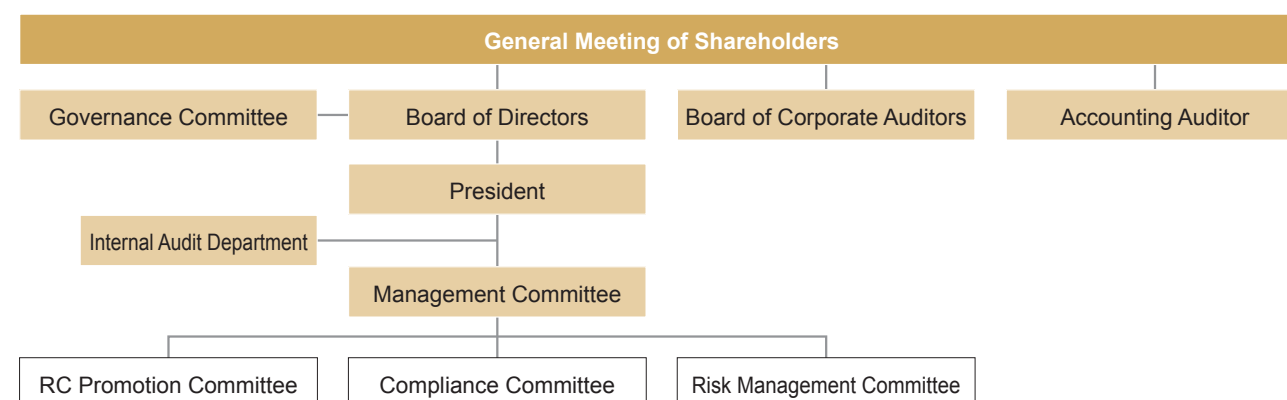 General Meeting of Shareholders
Governance Committee
Board of Directors
Board of Corporate Auditors
Accounting Auditor
President
Internal Audit Department
Management Committee
RC Promotion Committee
Compliance Committee
Risk Management Committee